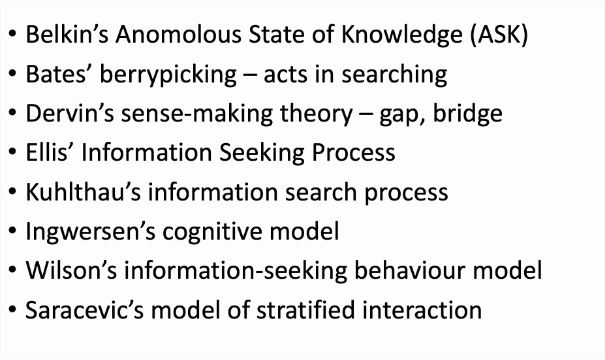 • Belkin's Anomolous State of Knowledge (ASK)
• Bates' berrypicking – acts in searching
• Dervin's sense-making theory – gap, bridge
• Ellis' Information Seeking Process
• Kuhlthau's information search process
• Ingwersen's cognitive model
• Wilson's information-seeking behaviour model
• Saracevic's model of stratified interaction